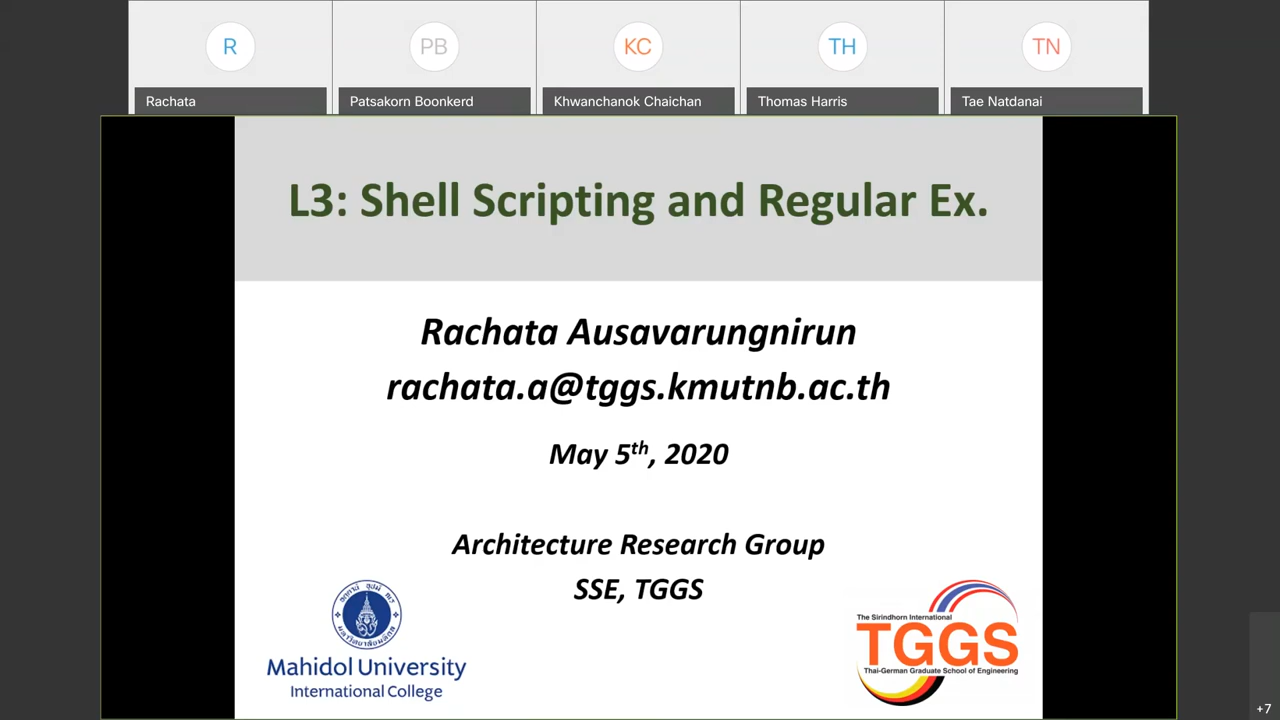 R
PB
KC
TH
TN
Rachata
Patsakorn Boonkerd
Khwanchanok Chaichan
Thomas Harris
Tae Natdanai
L3: Shell Scripting and Regular Ex.
Rachata Ausavarungnirun
rachata.a@tggs.kmutnb.ac.th
May 5th, 2020
Architecture Research Group
SSE, TGGS
Mahidol University
International College
The Sirindhorn International
TGGS
Thai-German Graduate School of Engineering
+7